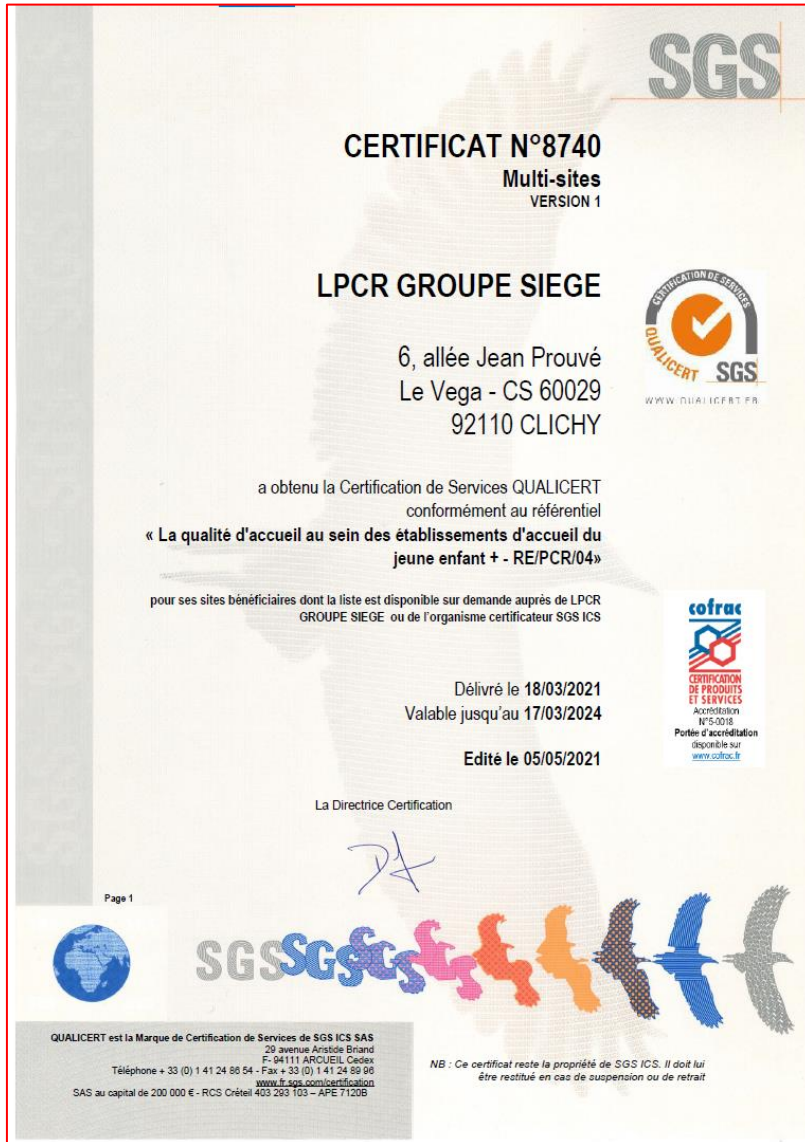 SGS
CERTIFICAT N°8740
Multi-sites
VERSION 1
LPCR GROUPE SIEGE
6, allée Jean Prouvé
Le Vega - CS 60029
92110 CLICHY
CERTIFICATION DE SERVICES
QUALICERT
SGS
WWW.QUALICERT.FR
a obtenu la Certification de Services QUALICERT
conformément au référentiel
« La qualité d'accueil au sein des établissements d'accueil du
jeune enfant + - RE/PCR/04»
pour ses sites bénéficiaires dont la liste est disponible sur demande auprès de LPCR
GROUPE SIEGE ou de l'organisme certificateur SGS ICS
cofrac
CERTIFICATION
DE PRODUITS
ET SERVICES
Accréditation
N°5-0018
Portée d'accréditation
disponible sur
www.cofrac.fr
Délivré le 18/03/2021
Valable jusqu'au 17/03/2024
Edité le 05/05/2021
La Directrice Certification
Page 1
SGS SGS SGS
QUALICERT est la Marque de Certification de Services de SGS ICS SAS
29 avenue Aristide Briand
F- 94111 ARCUEIL Cedex
Téléphone + 33 (0) 1 41 24 86 54 - Fax + 33 (0) 1 41 24 89 96
www.fr.sgs.com/certification
SAS au capital de 200 000 € - RCS Créteil 403 293 103 – APE 7120B
NB : Ce certificat reste la propriété de SGS ICS. Il doit lui
être restitué en cas de suspension ou de retrait